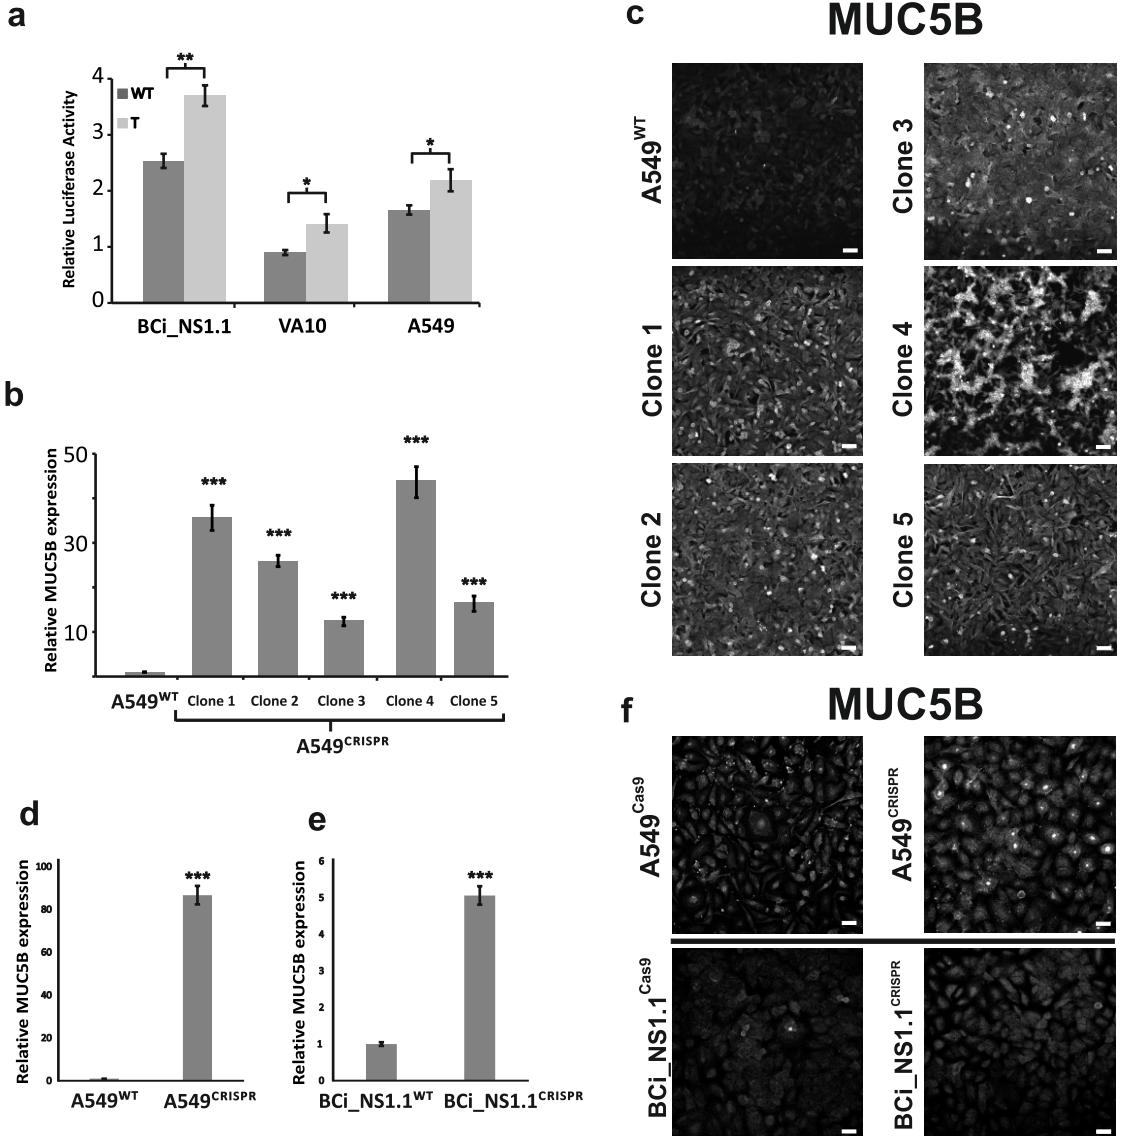 a
Relative Luciferase Activity
4
3
2
1
0
WT
T
**
*
*
BCi_NS1.1 VA10 A549
b
Relative MUC5B expression
50
30
10
***
***
***
***
***
A549WT Clone 1 Clone 2 Clone 3 Clone 4 Clone 5
A549CRISPR
c
MUC5B
A549WT
Clone 3
Clone 1
Clone 4
Clone 2
Clone 5
d
Relative MUC5B expression
100
80
60
40
20
0
***
A549WT A549CRISPR
e
Relative MUC5B expression
6
5
4
3
2
1
0
***
BCi_NS1.1WT BCi_NS1.1CRISPR
f
MUC5B
A549Cas9
A549CRISPR
BCi_NS1.1Cas9
BCi_NS1.1CRISPR